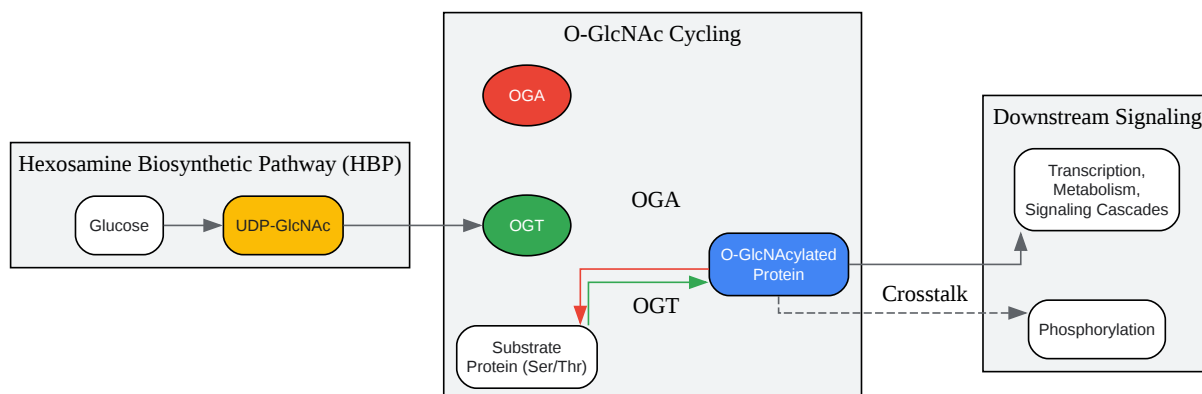 Hexosamine Biosynthetic Pathway (HBP)
Glucose
UDP-GlcNAc
O-GlcNAc Cycling
OGA
OGT
OGA
O-GlcNAcylated
Protein
OGT
Substrate
Protein (Ser/Thr)
Crosstalk
Downstream Signaling
Transcription,
Metabolism,
Signaling Cascades
Phosphorylation